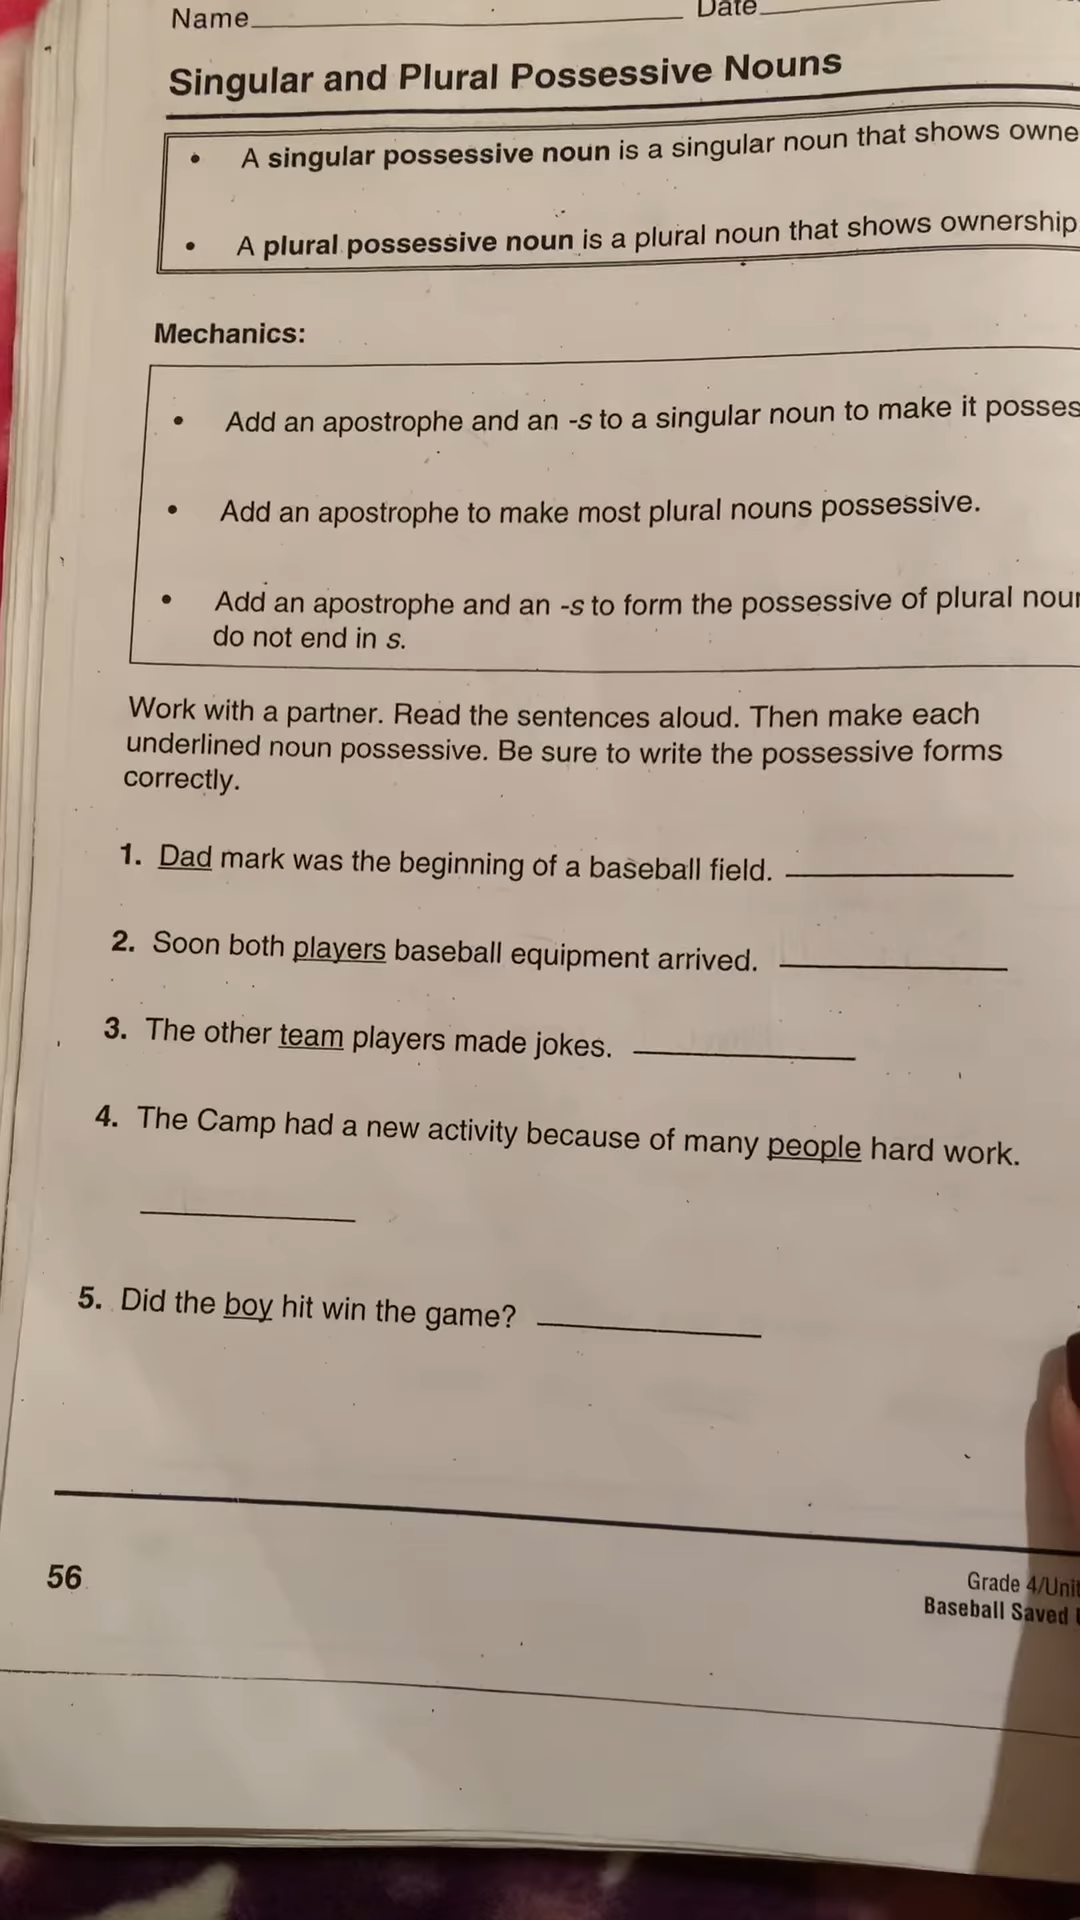 Name Date
Singular and Plural Possessive Nouns
• A singular possessive noun is a singular noun that shows owne
• A plural possessive noun is a plural noun that shows ownership
Mechanics:
• Add an apostrophe and an -s to a singular noun to make it posses
• Add an apostrophe to make most plural nouns possessive.
• Add an apostrophe and an -s to form the possessive of plural nour
do not end in s.
Work with a partner. Read the sentences aloud. Then make each
underlined noun possessive. Be sure to write the possessive forms
correctly.
1. Dad mark was the beginning of a baseball field.
2. Soon both players baseball equipment arrived.
3. The other team players made jokes.
4. The Camp had a new activity because of many people hard work.
5. Did the boy hit win the game?
56
Grade 4/Unit
Baseball Saved